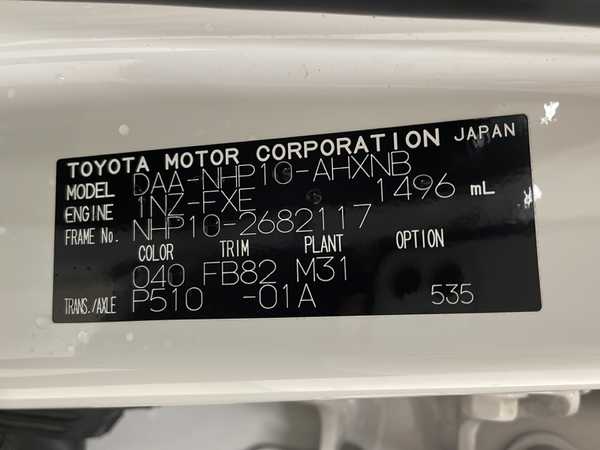 TOYOTA MOTOR CORPORATION JAPAN
MODEL DAA-NHP10-AHXNB
ENGINE 1NZ-FXE 1496 mL
FRAME No. NHP10-2682117
COLOR TRIM PLANT OPTION
040 FB82 M31
TRANS./AXLE P510 -01A 535